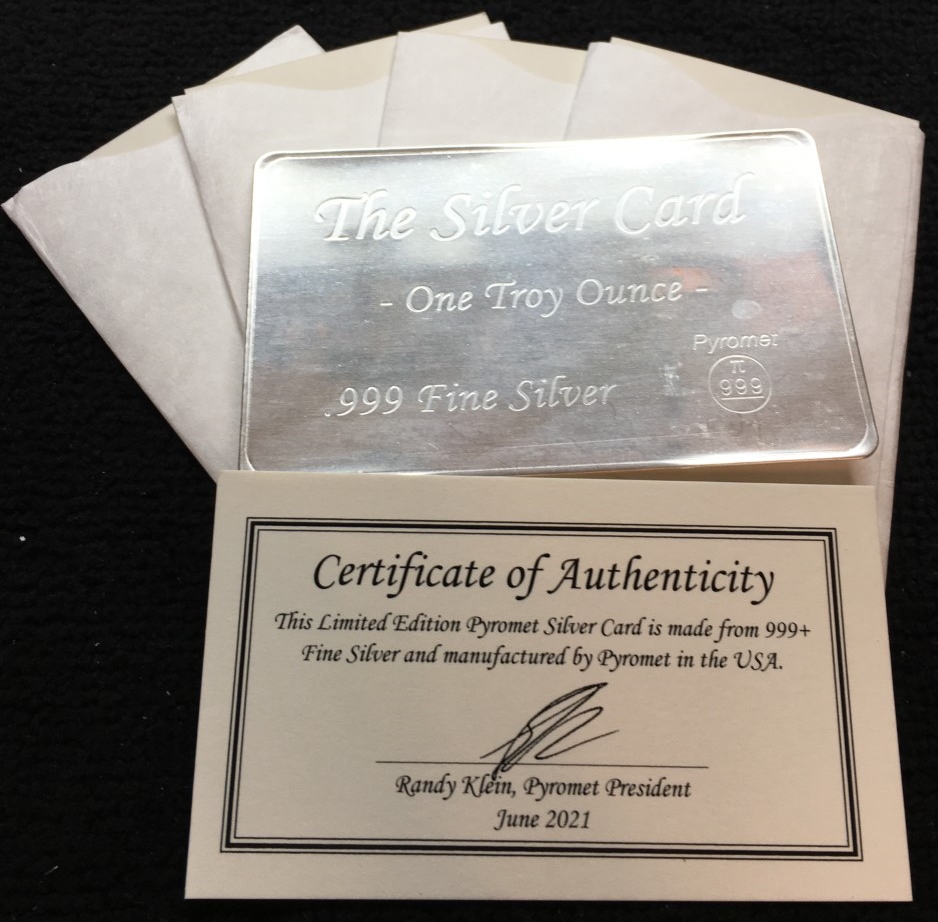 The Silver Card
- One Troy Ounce -
Pyromet
π
999
.999 Fine Silver
Certificate of Authenticity
This Limited Edition Pyromet Silver Card is made from 999+
Fine Silver and manufactured by Pyromet in the USA.
Randy Klein, Pyromet President
June 2021